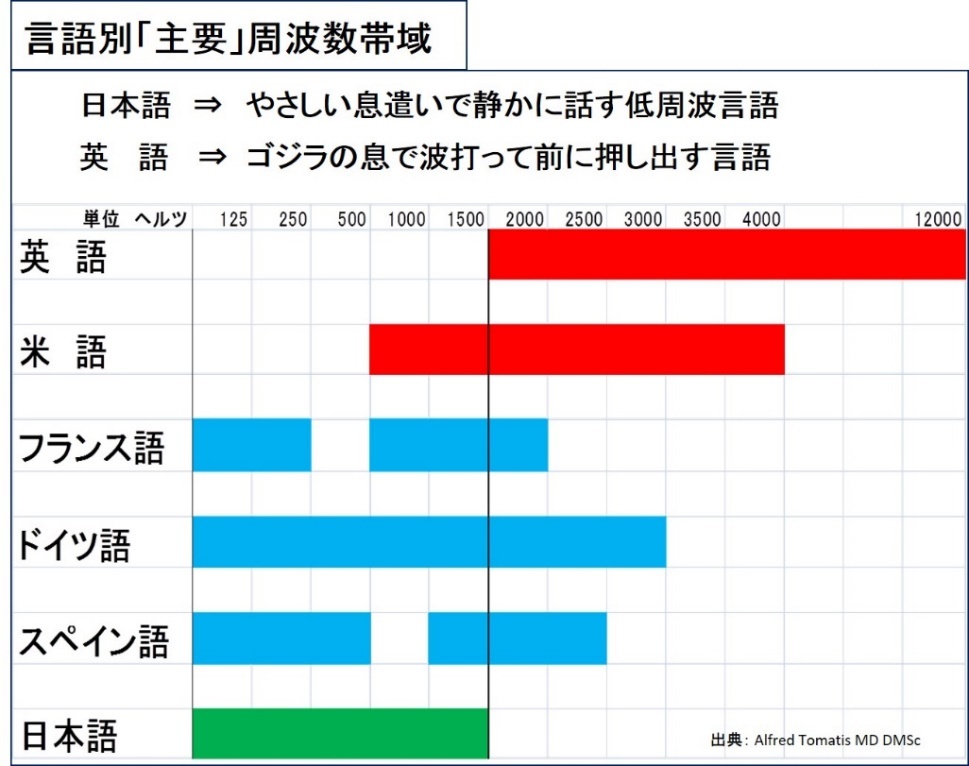 言語別「主要」周波数帯域
日本語 ⇒ やさしい息遣いで静かに話す低周波言語
英 語 ⇒ ゴジラの息で波打って前に押し出す言語
単位 ヘルツ 125 250 500 1000 1500 2000 2500 3000 3500 4000 12000
英 語
米 語
フランス語
ドイツ語
スペイン語
日本語
出典: Alfred Tomatis MD DMSc